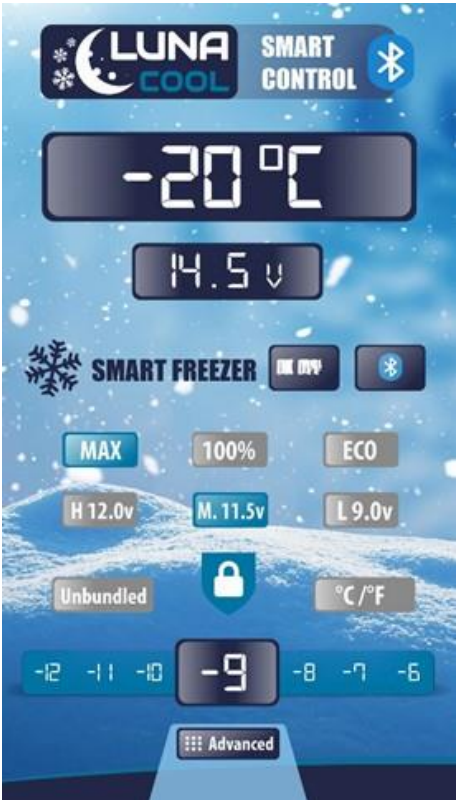 LUNA
COOL
SMART
CONTROL
-20 °C
14.5 v
SMART FREEZER
MAX 100% ECO
H 12.0v M. 11.5v L 9.0v
Unbundled °C/°F
-12 -11 -10 -9 -8 -7 -6
Advanced